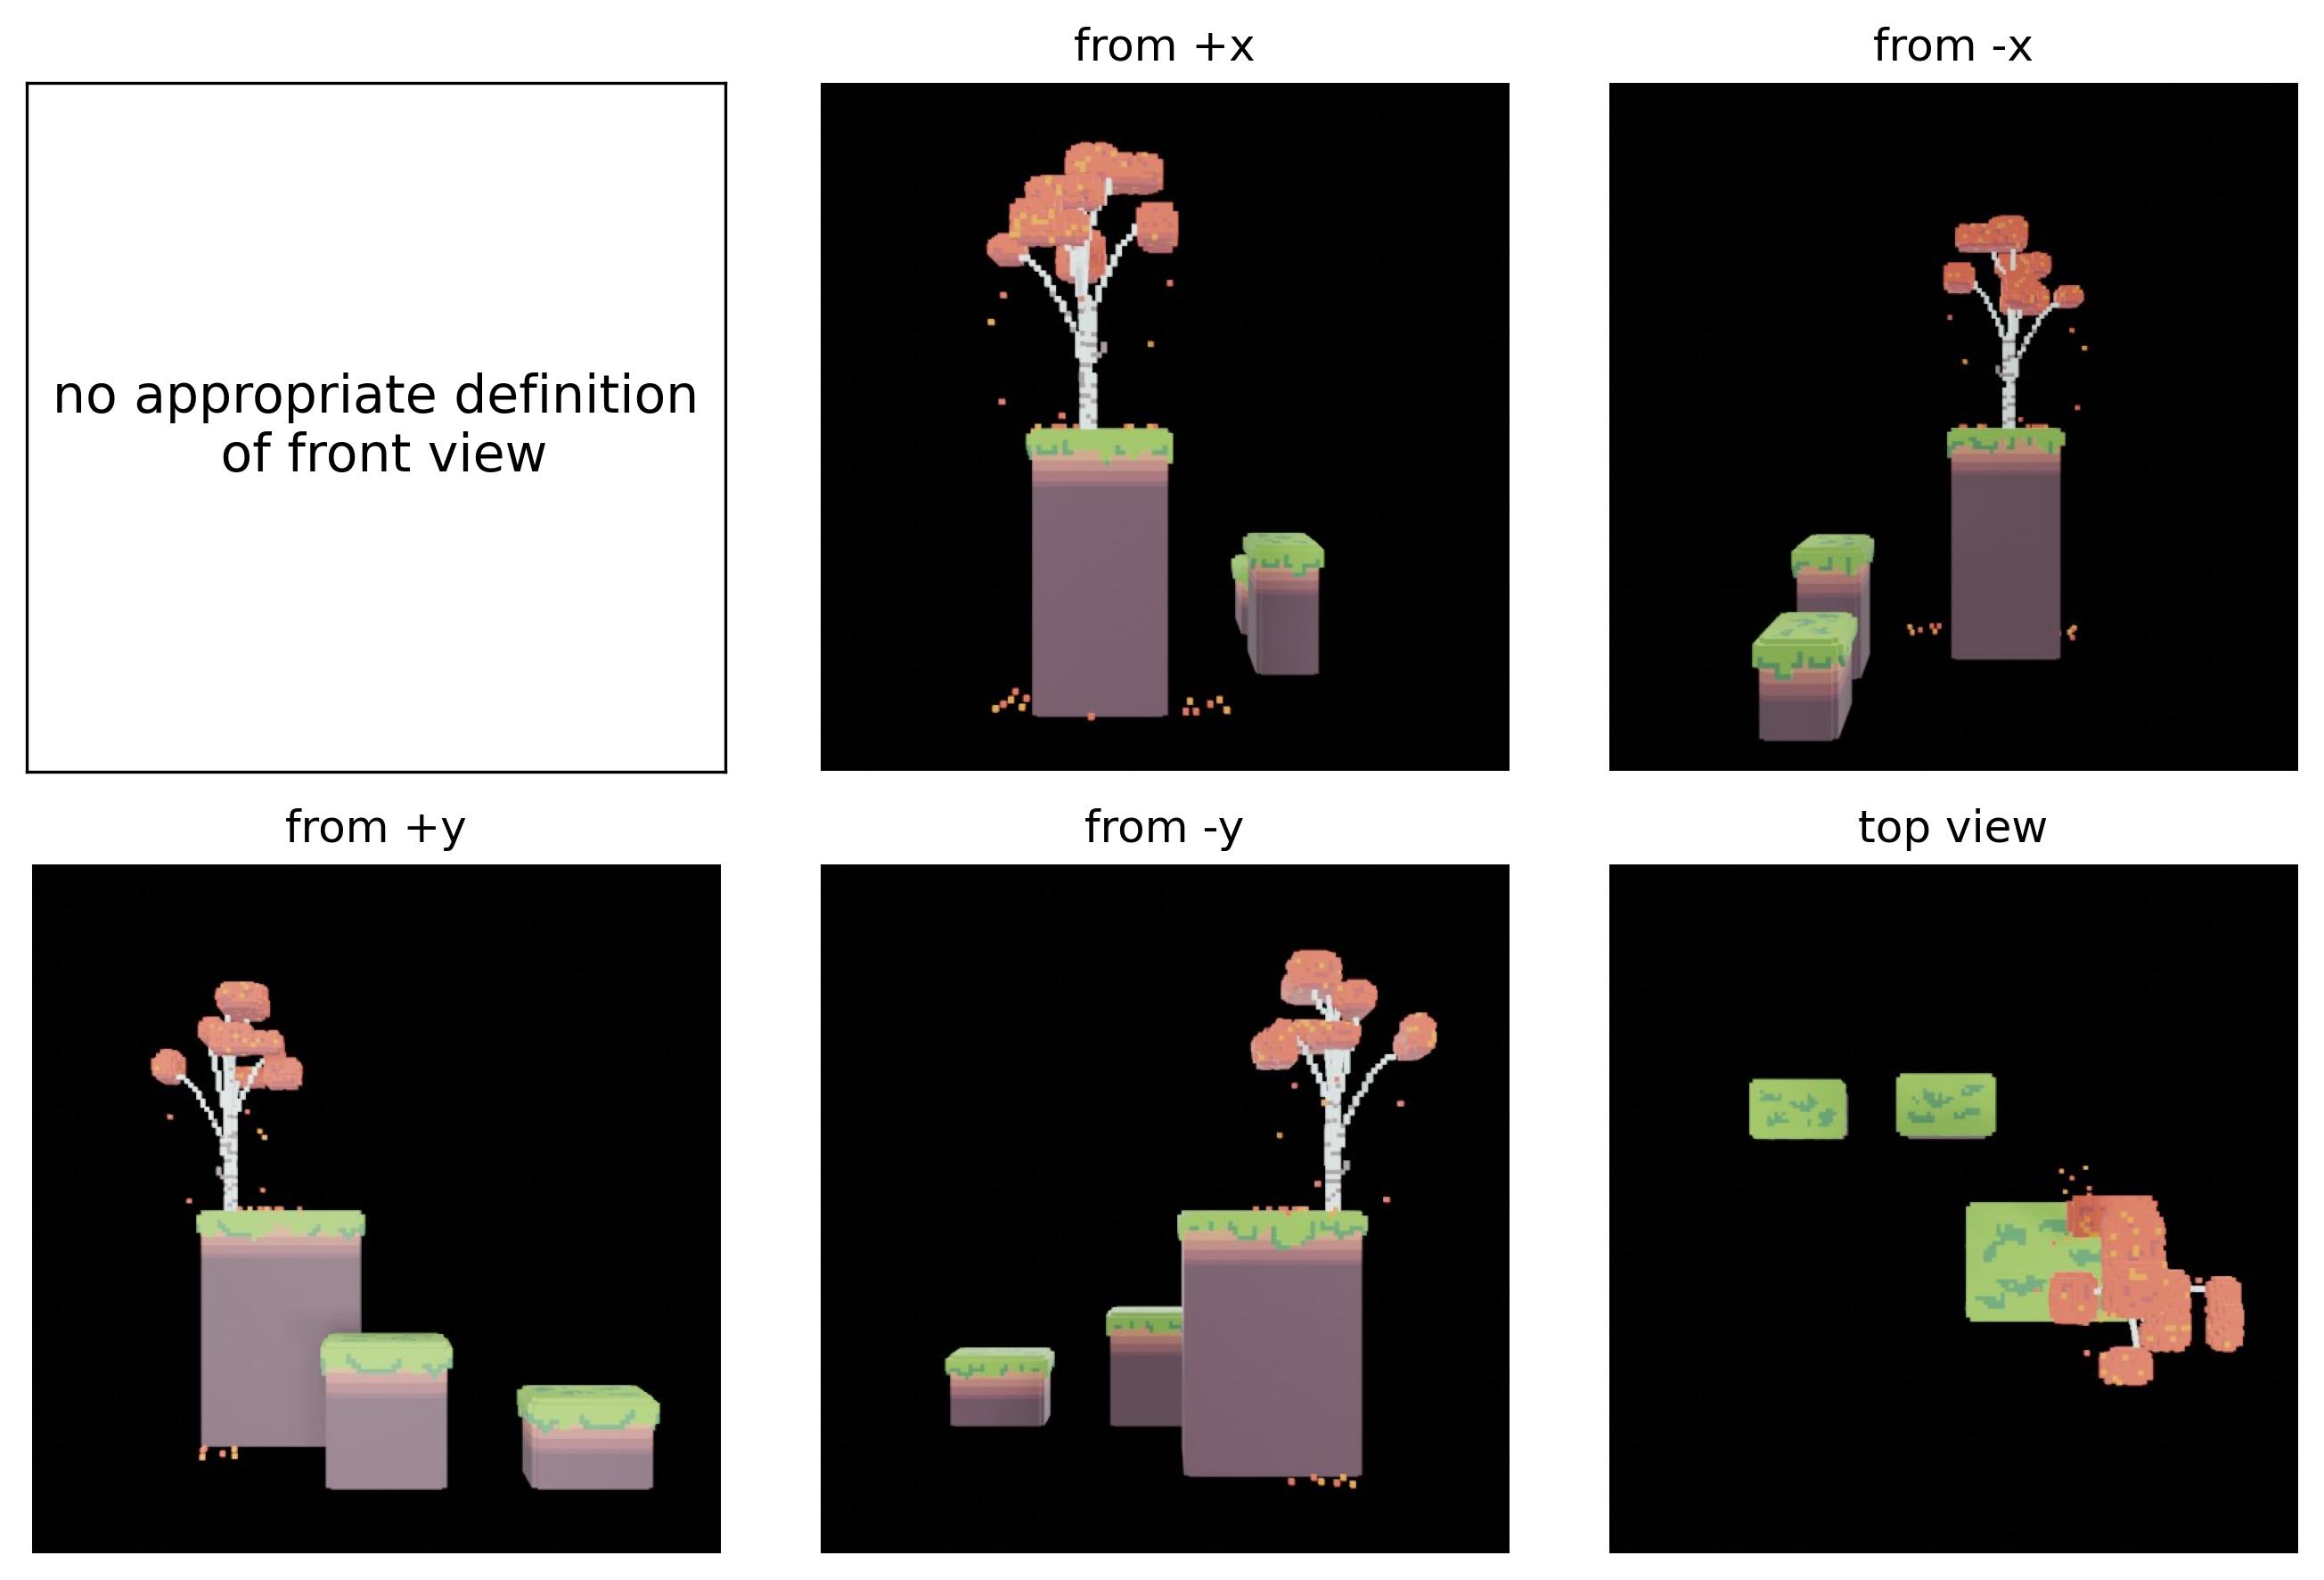 from +x
from -x
no appropriate definition
of front view
from +y
from -y
top view